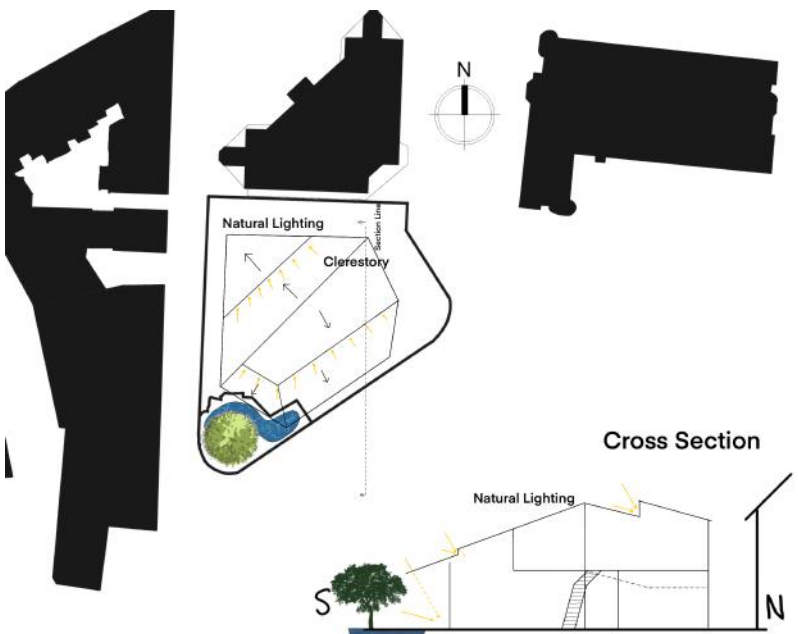 N
Natural Lighting
Section Line
Clerestory
Cross Section
Natural Lighting
S
N